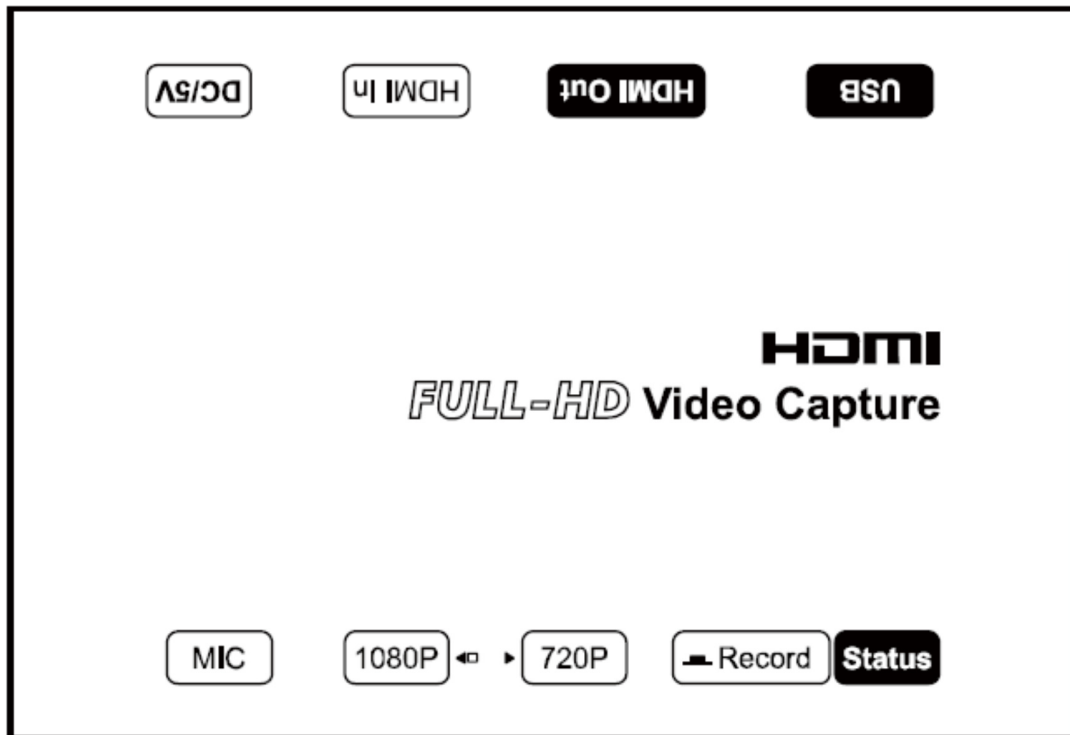 DC/5V HDMI In HDMI Out USB
HDMI
FULL-HD Video Capture
MIC 1080P 720P Record Status